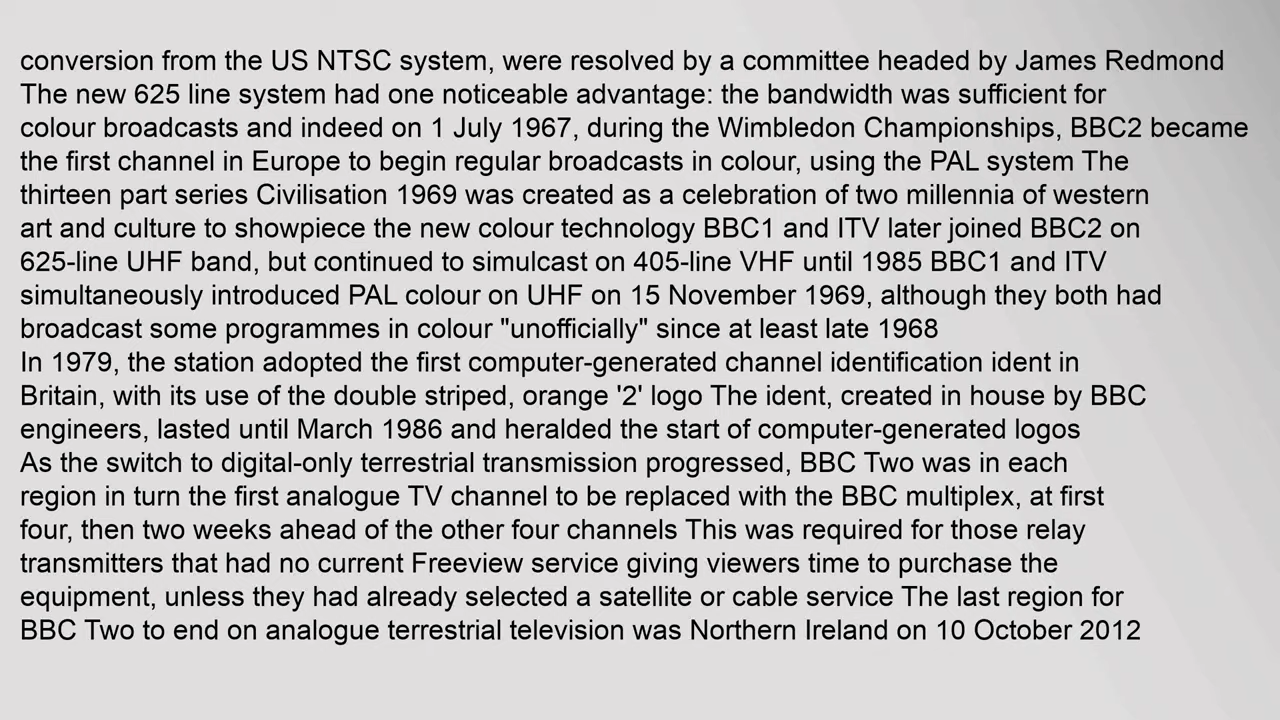 conversion from the US NTSC system, were resolved by a committee headed by James Redmond
The new 625 line system had one noticeable advantage: the bandwidth was sufficient for
colour broadcasts and indeed on 1 July 1967, during the Wimbledon Championships, BBC2 became
the first channel in Europe to begin regular broadcasts in colour, using the PAL system The
thirteen part series Civilisation 1969 was created as a celebration of two millennia of western
art and culture to showpiece the new colour technology BBC1 and ITV later joined BBC2 on
625-line UHF band, but continued to simulcast on 405-line VHF until 1985 BBC1 and ITV
simultaneously introduced PAL colour on UHF on 15 November 1969, although they both had
broadcast some programmes in colour "unofficially" since at least late 1968
In 1979, the station adopted the first computer-generated channel identification ident in
Britain, with its use of the double striped, orange '2' logo The ident, created in house by BBC
engineers, lasted until March 1986 and heralded the start of computer-generated logos
As the switch to digital-only terrestrial transmission progressed, BBC Two was in each
region in turn the first analogue TV channel to be replaced with the BBC multiplex, at first
four, then two weeks ahead of the other four channels This was required for those relay
transmitters that had no current Freeview service giving viewers time to purchase the
equipment, unless they had already selected a satellite or cable service The last region for
BBC Two to end on analogue terrestrial television was Northern Ireland on 10 October 2012